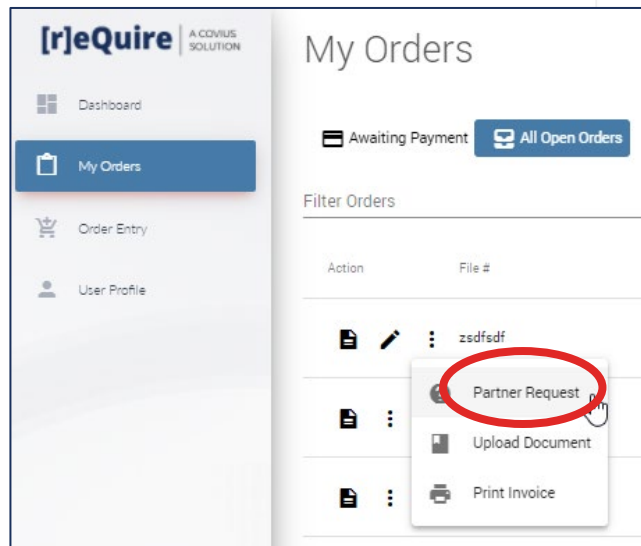 [r]eQuire
A COVIUS
SOLUTION
Dashboard
My Orders
Order Entry
User Profile
My Orders
Awaiting Payment
All Open Orders
Filter Orders
Action File #
zsdfsdf
Partner Request
Upload Document
Print Invoice